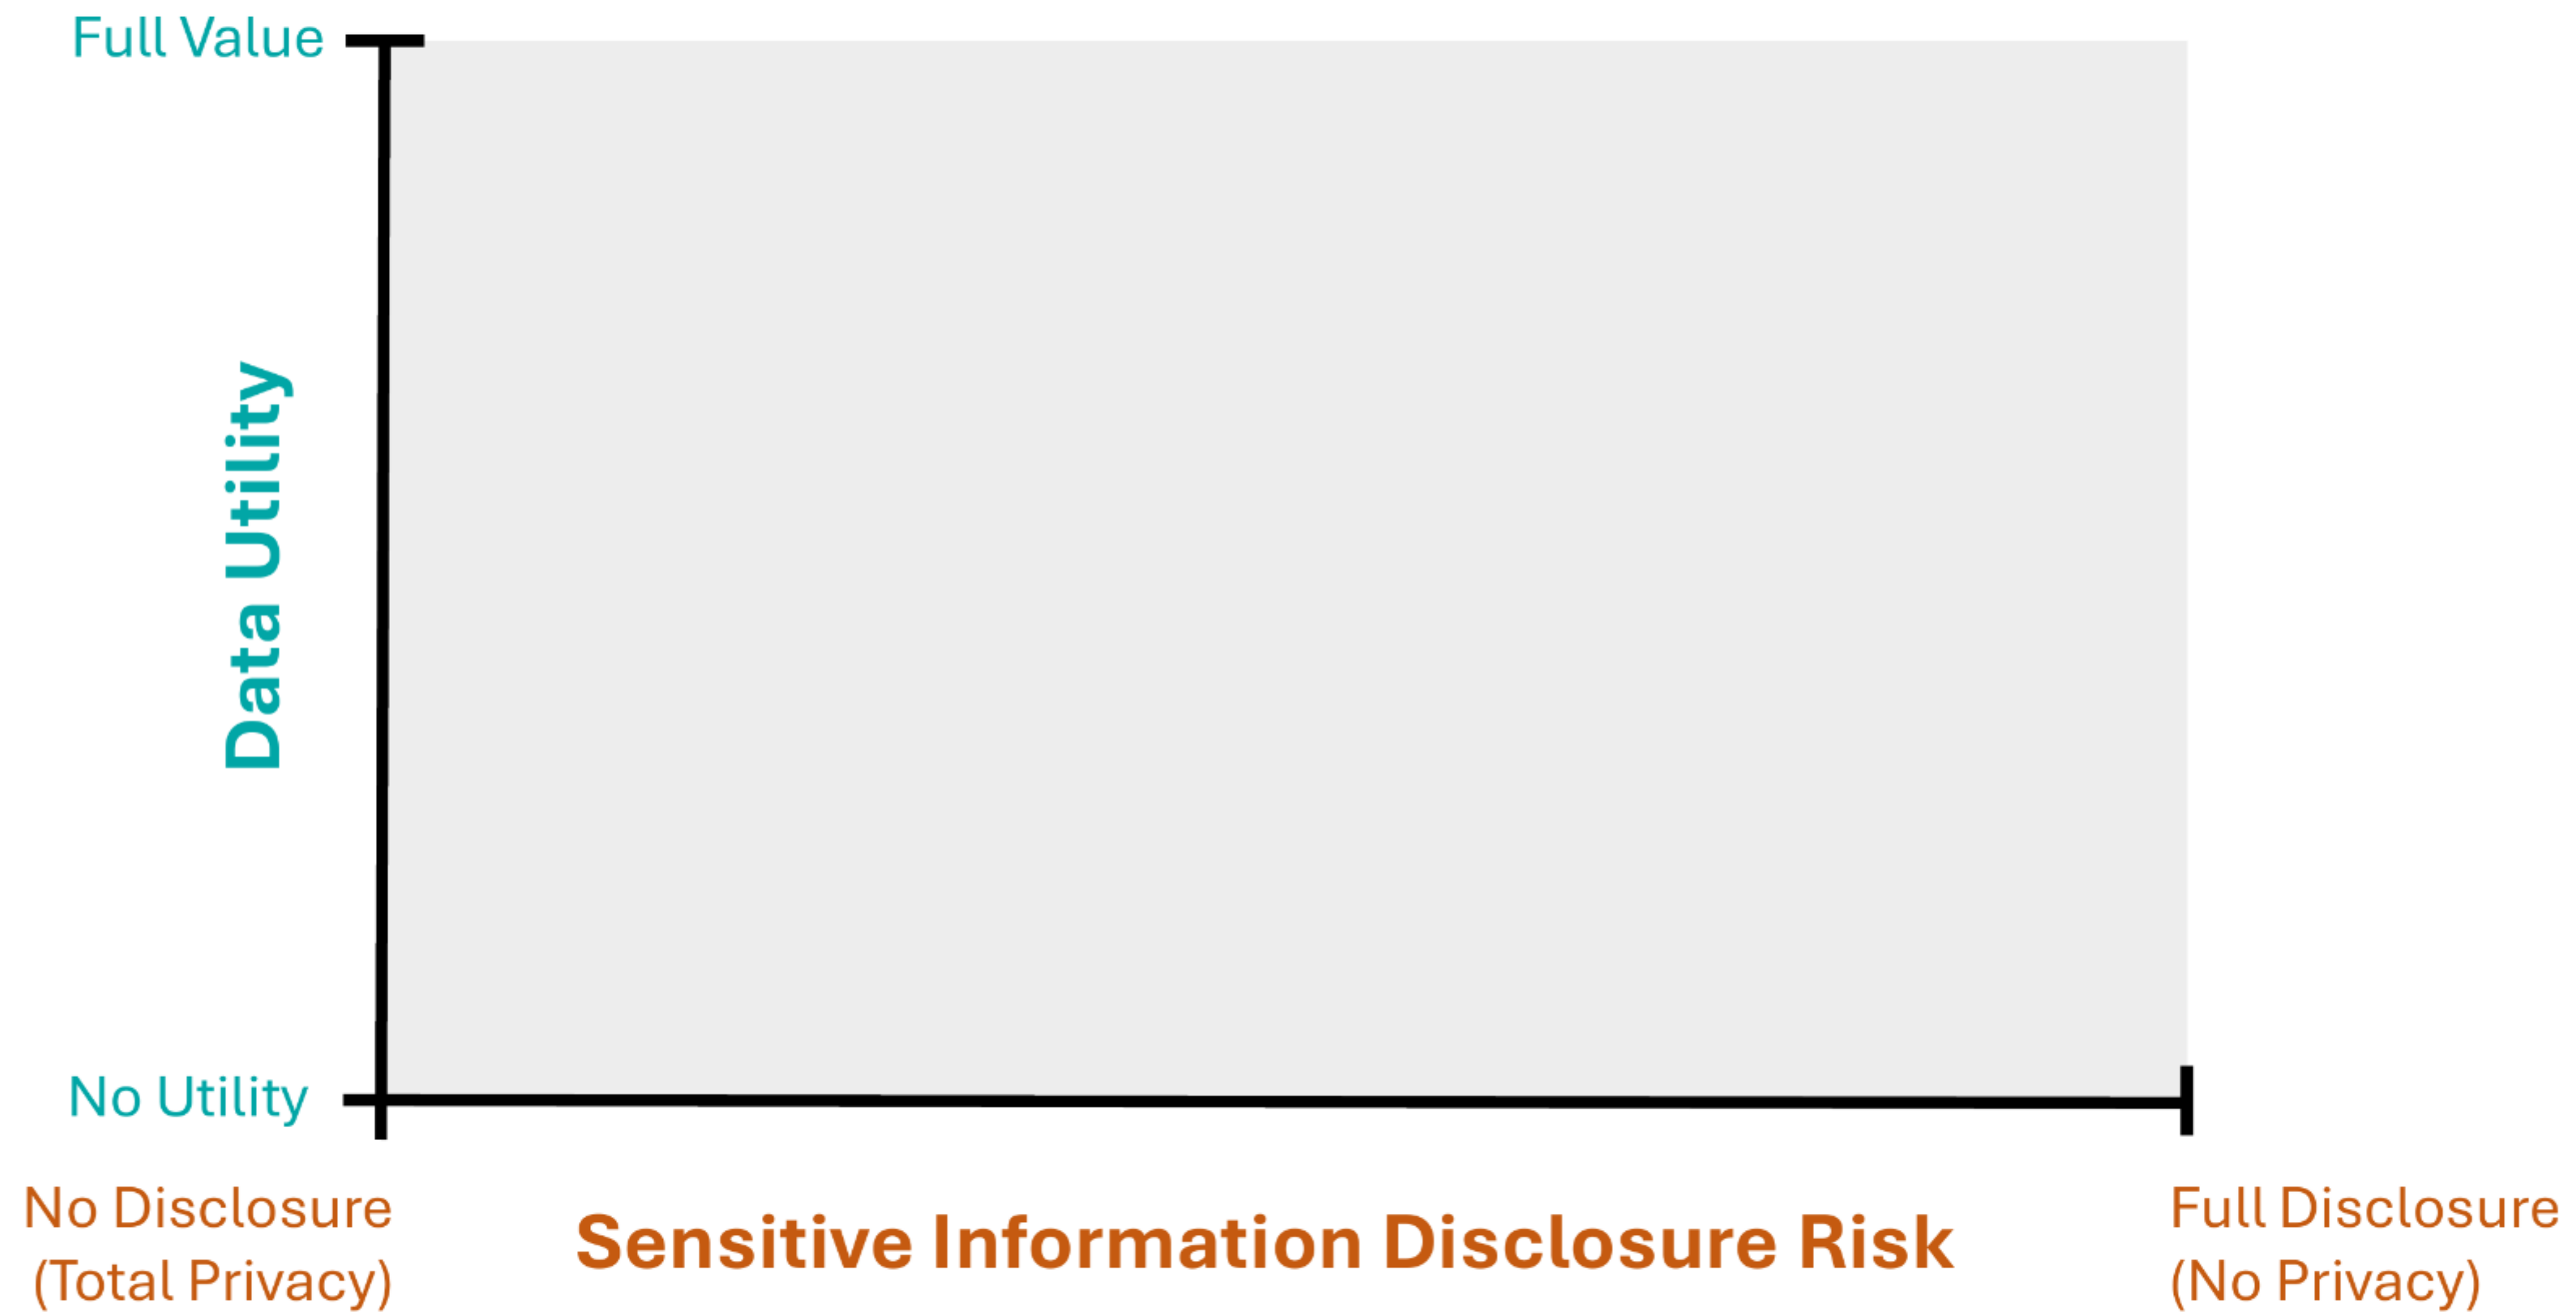 Full Value
Data Utility
No Utility
No Disclosure
(Total Privacy)
Sensitive Information Disclosure Risk
Full Disclosure
(No Privacy)